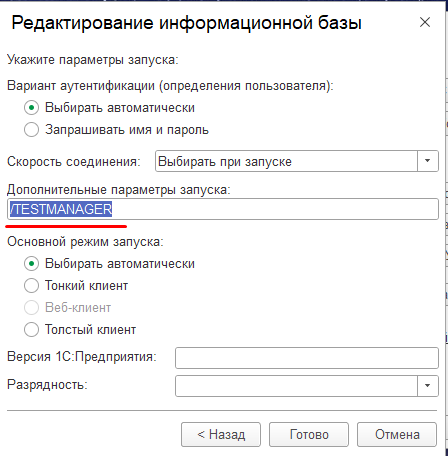 Редактирование информационной базы
Укажите параметры запуска:
Вариант аутентификации (определения пользователя):
Выбирать автоматически
Запрашивать имя и пароль
Скорость соединения: Выбирать при запуске
Дополнительные параметры запуска:
/TESTMANAGER
Основной режим запуска:
Выбирать автоматически
Тонкий клиент
Веб-клиент
Толстый клиент
Версия 1С:Предприятия:
Разрядность:
< Назад Готово Отмена